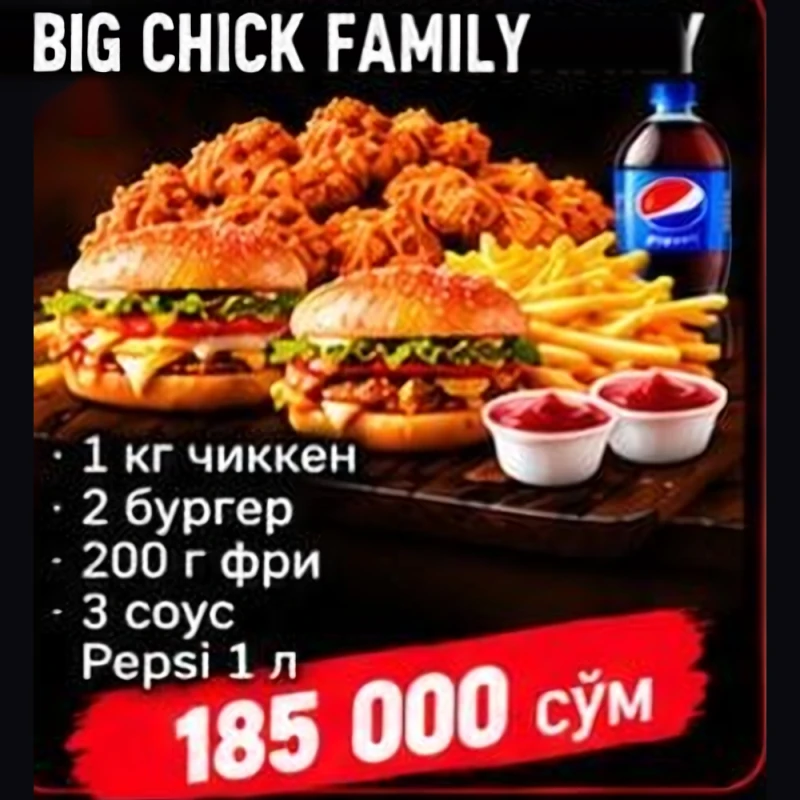 BIG CHICK FAMILY Y
· 1 кг чиккен
· 2 бургер
· 200 г фри
- 3 соус
Pepsi 1 л
185 000 сўм